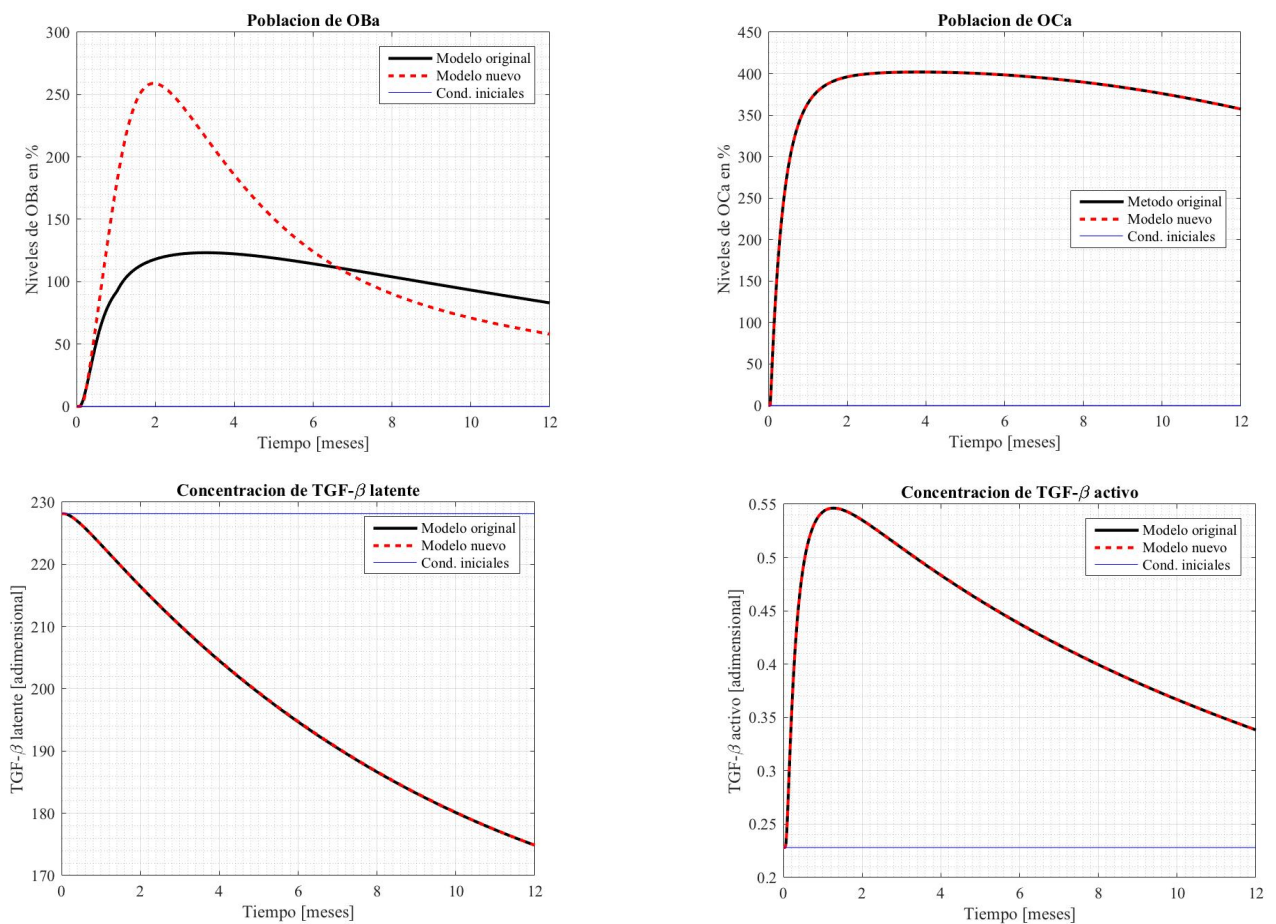 Poblacion de OBa
300
250
200
150
100
50
0
Niveles de OBa en %
Modelo original
Modelo nuevo
Cond. iniciales
0 2 4 6 8 10 12
Tiempo [meses]
Poblacion de OCa
450
400
350
300
250
200
150
100
50
0
Niveles de OCa en %
Metodo original
Modelo nuevo
Cond. iniciales
0 2 4 6 8 10 12
Tiempo [meses]
Concentracion de TGF-β latente
230
220
210
200
190
180
170
TGF-β latente [adimensional]
Modelo original
Modelo nuevo
Cond. iniciales
0 2 4 6 8 10 12
Tiempo [meses]
Concentracion de TGF-β activo
0.55
0.5
0.45
0.4
0.35
0.3
0.25
0.2
TGF-β activo [adimensional]
Modelo original
Modelo nuevo
Cond. iniciales
0 2 4 6 8 10 12
Tiempo [meses]